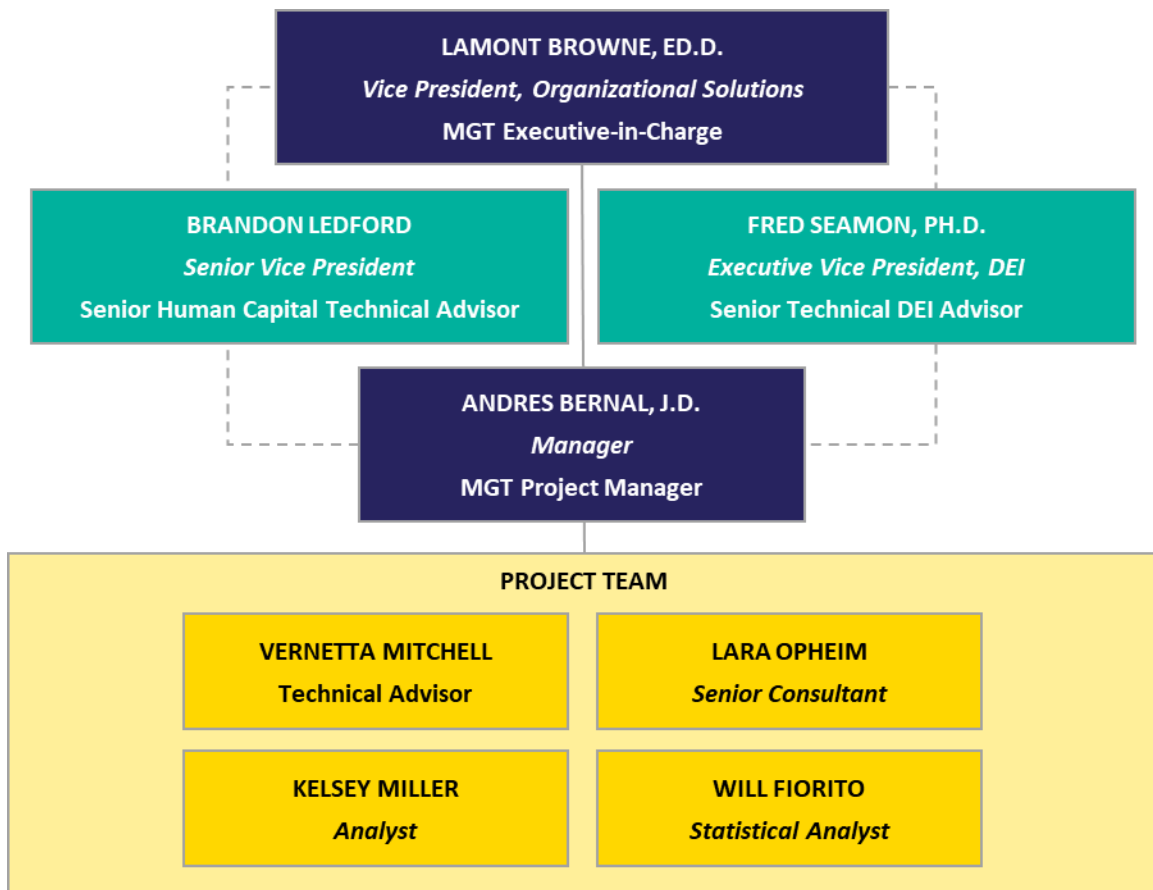 LAMONT BROWNE, ED.D.
Vice President, Organizational Solutions
MGT Executive-in-Charge
BRANDON LEDFORD
Senior Vice President
Senior Human Capital Technical Advisor
FRED SEAMON, PH.D.
Executive Vice President, DEI
Senior Technical DEI Advisor
ANDRES BERNAL, J.D.
Manager
MGT Project Manager
PROJECT TEAM
VERNETTA MITCHELL
Technical Advisor
LARA OPHEIM
Senior Consultant
KELSEY MILLER
Analyst
WILL FIORITO
Statistical Analyst